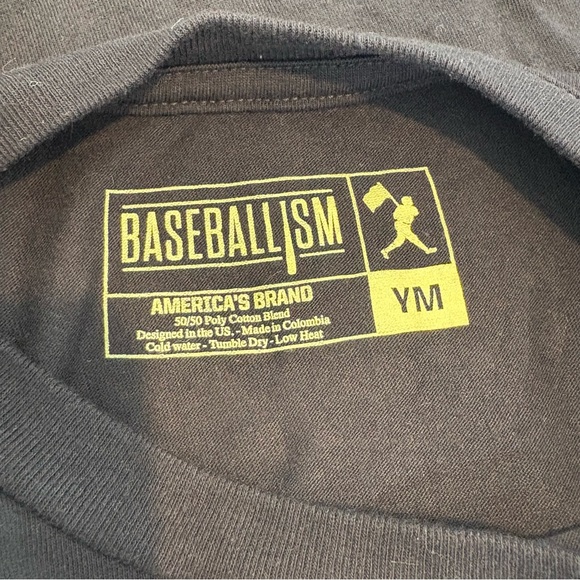 BASEBALLISM
AMERICA'S BRAND
50/50 Poly Cotton Blend
Designed in the US. - Made in Colombia
Cold water - Tumble Dry - Low Heat
YM